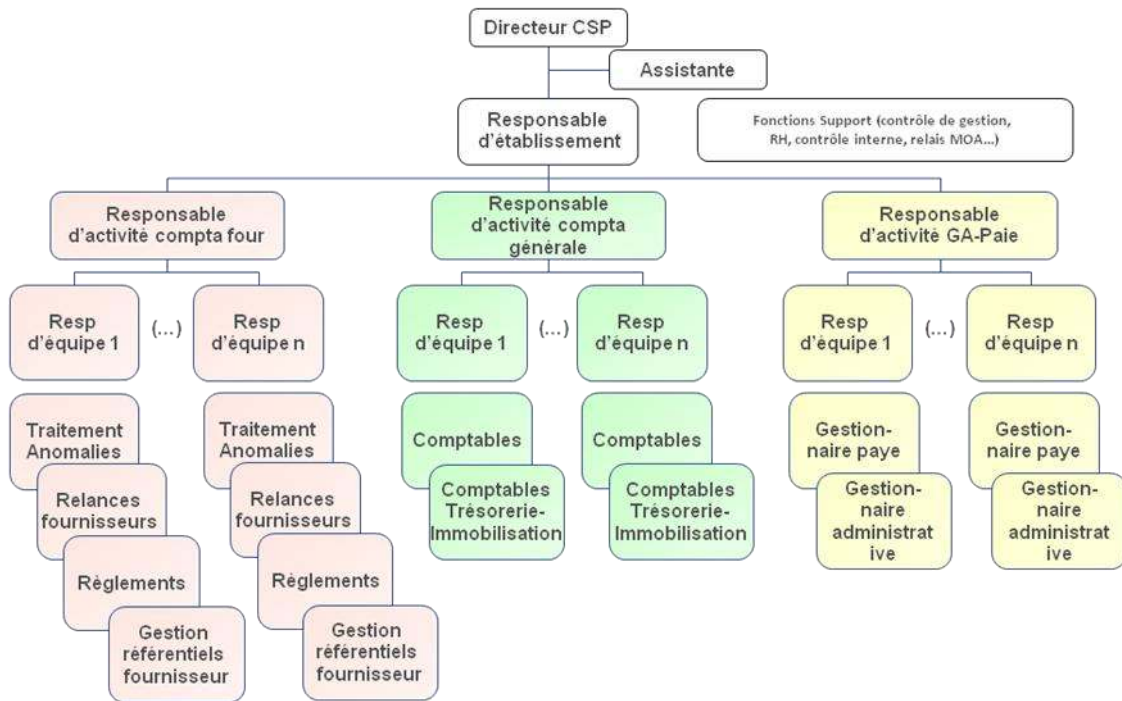 Directeur CSP
Assistante
Responsable
d'établissement
Fonctions Support (contrôle de gestion,
RH, contrôle interne, relais MOA...)
Responsable
d'activité compta four
Responsable
d'activité compta
générale
Responsable
d'activité GA-Paie
Resp
d'équipe 1
(...)
Resp
d'équipe n
Resp
d'équipe 1
(...)
Resp
d'équipe n
Resp
d'équipe 1
(...)
Resp
d'équipe n
Traitement
Anomalies
Relances
fournisseurs
Règlements
Gestion
référentiels
fournisseur
Traitement
Anomalies
Relances
fournisseurs
Règlements
Gestion
référentiels
fournisseur
Comptables
Comptables
Trésorerie-
Immobilisation
Comptables
Comptables
Trésorerie-
Immobilisation
Gestion-
naire paye
Gestion-
naire
administrat
ive
Gestion-
naire paye
Gestion-
naire
administrat
ive